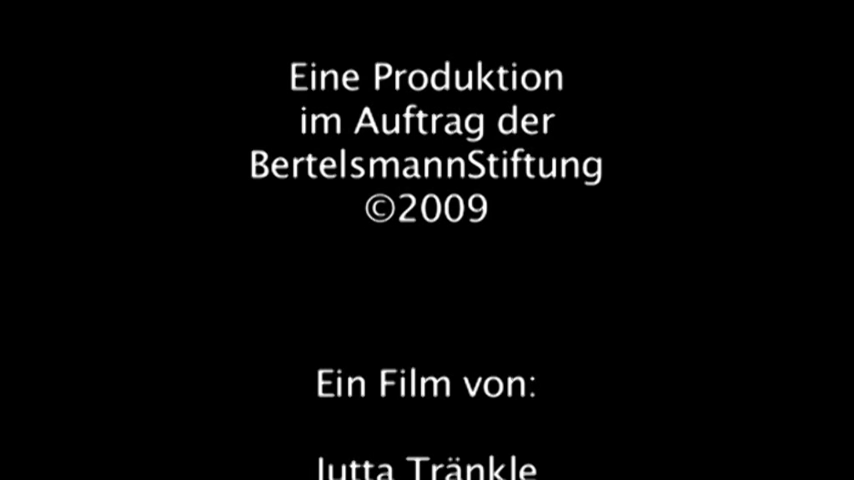 Eine Produktion
im Auftrag der
BertelsmannStiftung
©2009
Ein Film von:
Jutta Tränkle